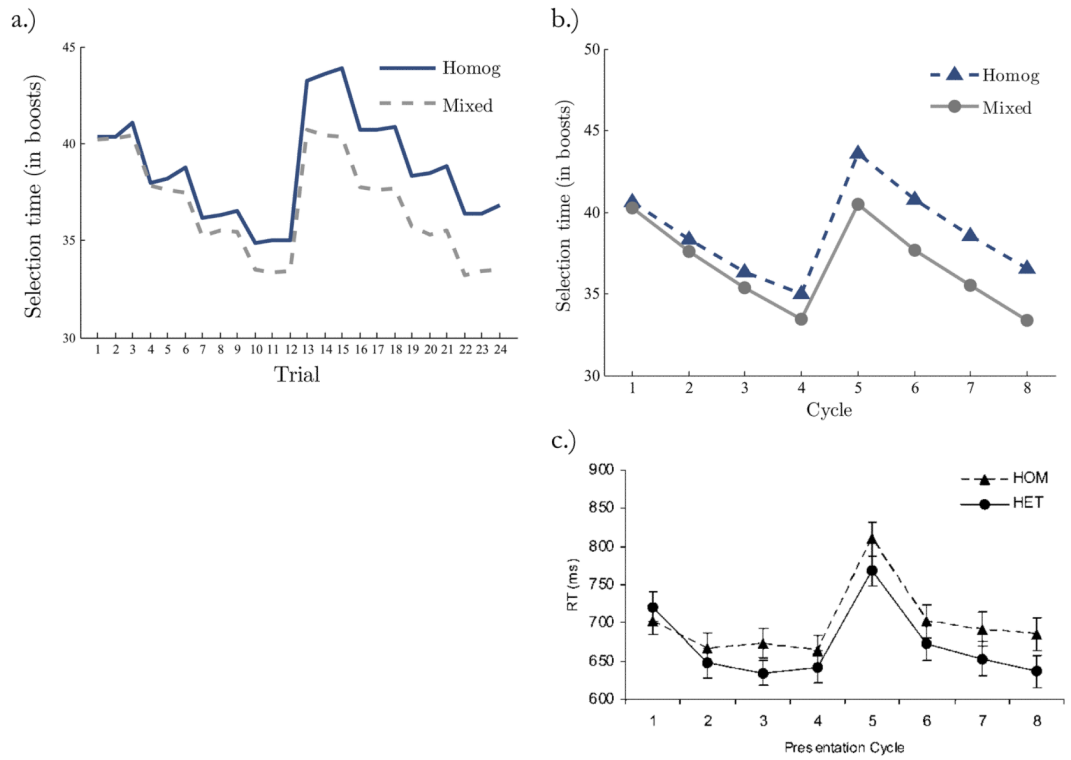 a.)
45
40
35
30
Selection time (in boosts)
Homog
Mixed
1 2 3 4 5 6 7 8 9 10 11 12 13 14 15 16 17 18 19 20 21 22 23 24
Trial
b.)
50
45
40
35
30
Selection time (in boosts)
Homog
Mixed
1 2 3 4 5 6 7 8
Cycle
c.)
900
850
800
750
700
650
600
RT (ms)
HOM
HET
1 2 3 4 5 6 7 8
Presentation Cycle